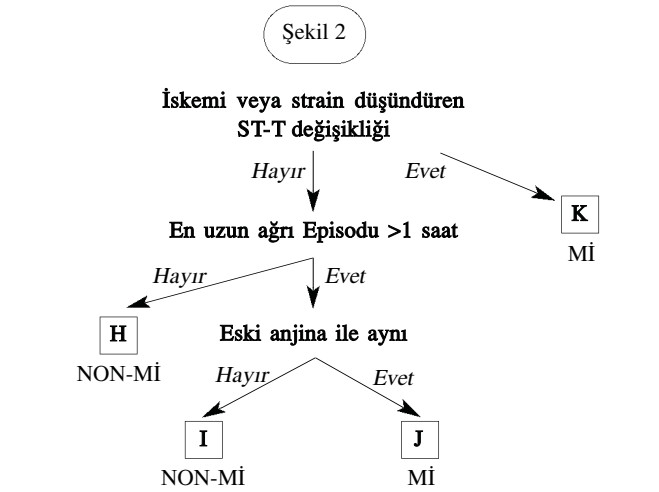 Şekil 2
İskemi veya strain düşündüren
ST-T değişikliği
Hayır
Evet
K
Mİ
En uzun ağrı Episodu >1 saat
Hayır
Evet
H
NON-Mİ
Eski anjina ile aynı
Hayır
Evet
I
J
NON-Mİ
Mİ